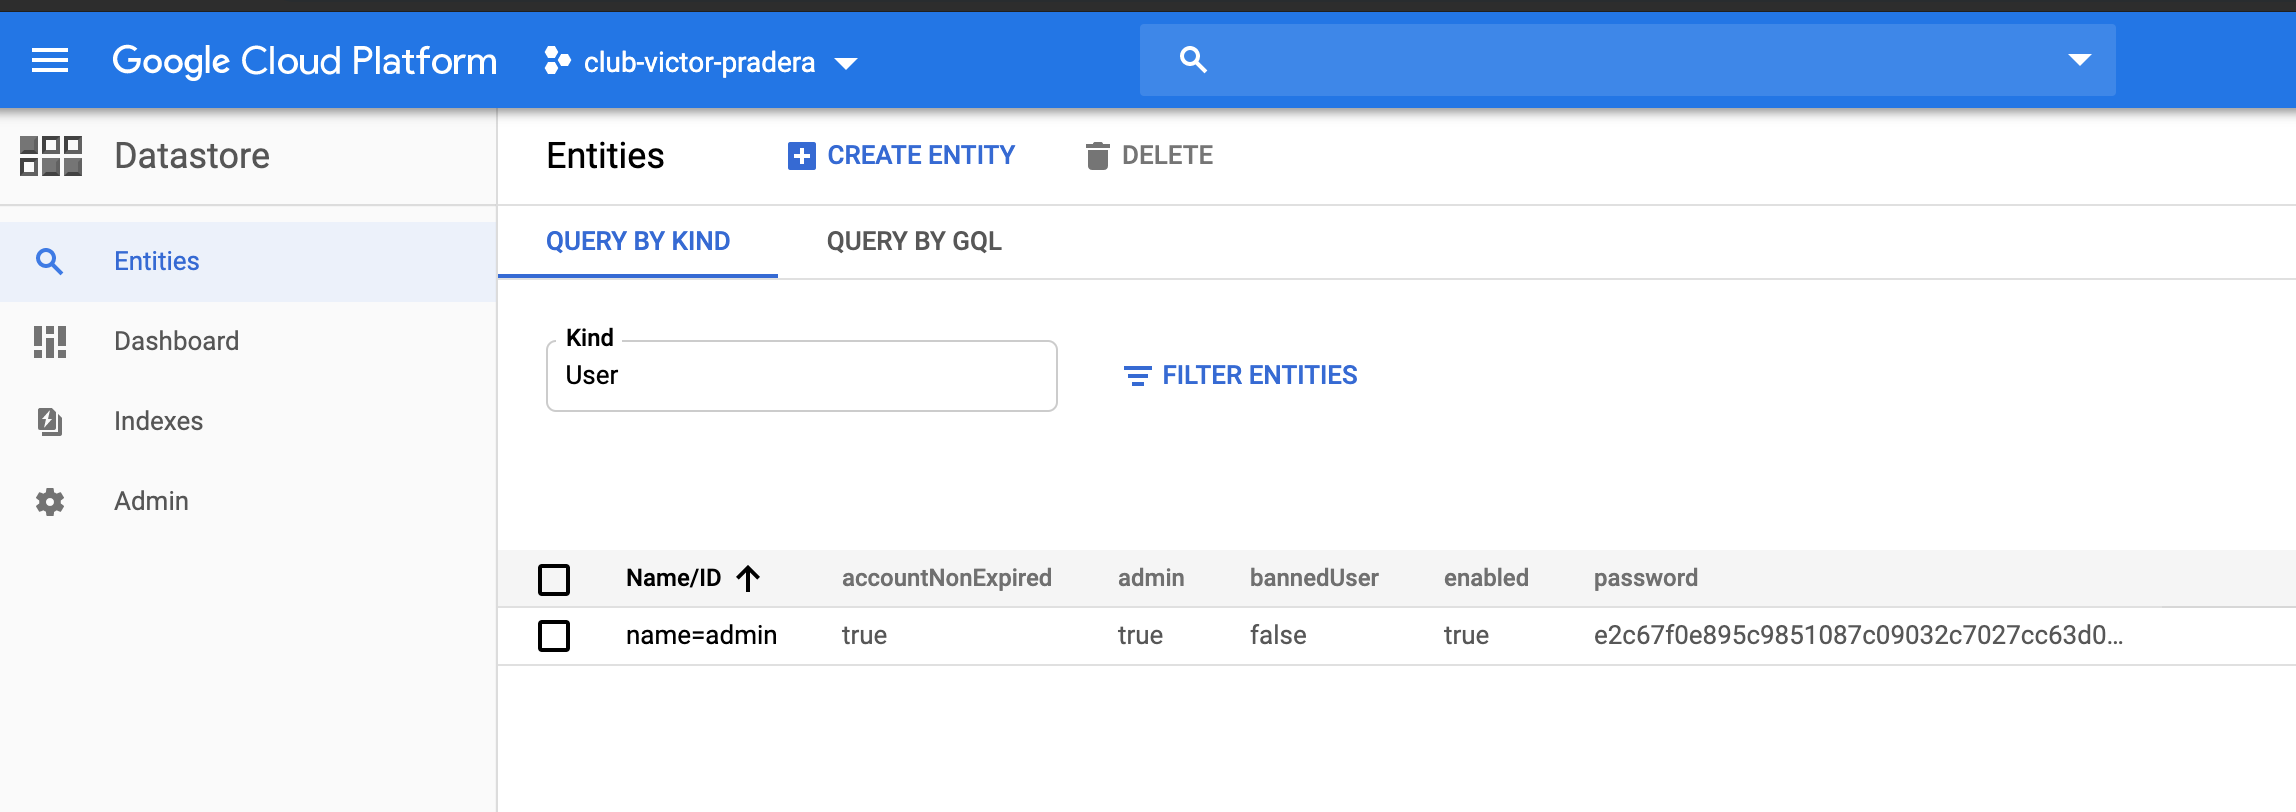 Google Cloud Platform club-victor-pradera
Datastore
Entities
Dashboard
Indexes
Admin
Entities CREATE ENTITY DELETE
QUERY BY KIND QUERY BY GQL
Kind
User FILTER ENTITIES
Name/ID accountNonExpired admin bannedUser enabled password
name=admin true true false true e2c67f0e895c9851087c09032c7027cc63d0...